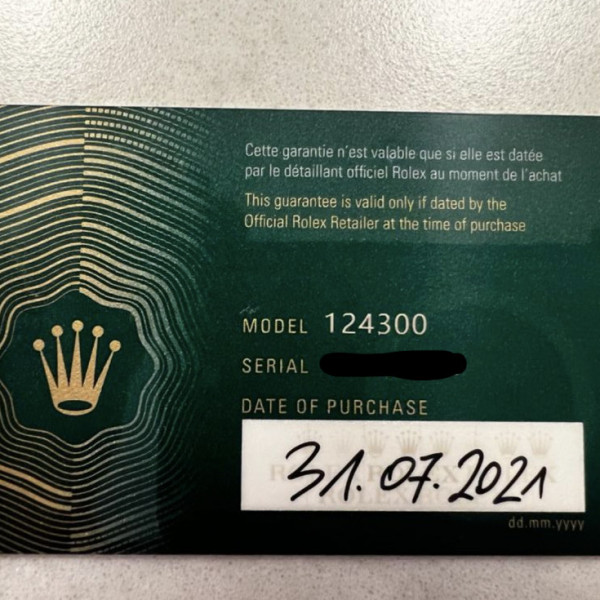 Cette garantie n'est valable que si elle est datée
par le détaillant officiel Rolex au moment de l'achat
This guarantee is valid only if dated by the
Official Rolex Retailer at the time of purchase
MODEL 124300
SERIAL
DATE OF PURCHASE
31.07.2021
dd.mm.yyyy